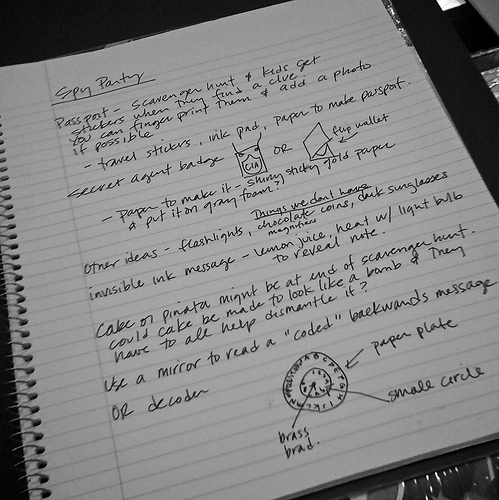 Spy Party
Passport - Scavenger hunt & kids get
stickers when they find a clue.
You can finger print them & add a photo
if possible.
- travel stickers, ink pad, paper to make passport.
Secret agent badge
CIA
OR
flip wallet
- Paper to make it - shiny sticky gold paper
& put it on gray foam?
Things we don't have
Other ideas - flashlights, chocolate coins, dark sunglasses
magnifiers
invisible ink message - lemon juice, heat w/ light bulb
to reveal note.
Cake or pinata might be at end of scavenger hunt.
Could cake be made to look like a bomb & they
have to all help dismantle it?
Use a mirror to read a "coded" backwards message
OR decoder
paper plate
small circle
brass
brad.